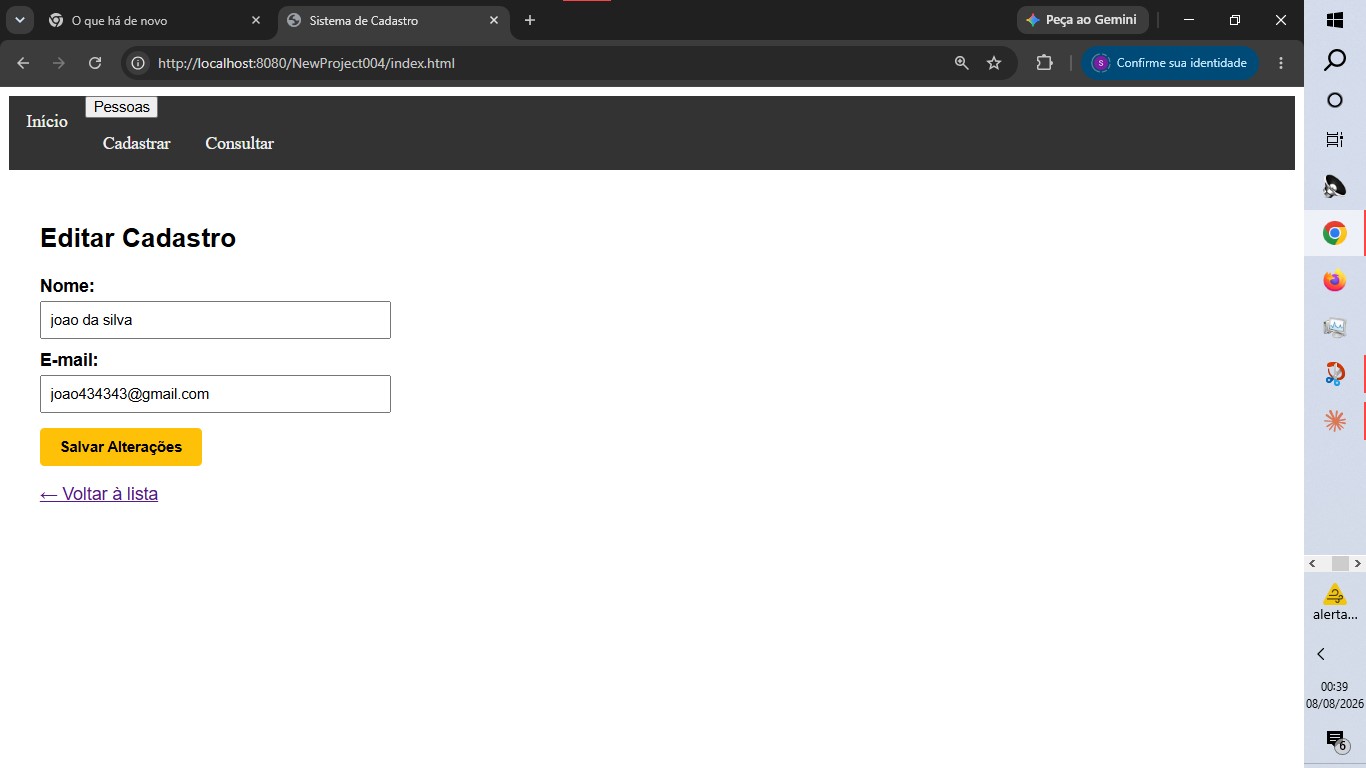 O que há de novo
Sistema de Cadastro
Peça ao Gemini
http://localhost:8080/NewProject004/index.html
S
Confirme sua identidade
Início
Pessoas
Cadastrar
Consultar
Editar Cadastro
Nome:
joao da silva
E-mail:
joao434343@gmail.com
Salvar Alterações
← Voltar à lista
alerta...
00:39
08/08/2026
6